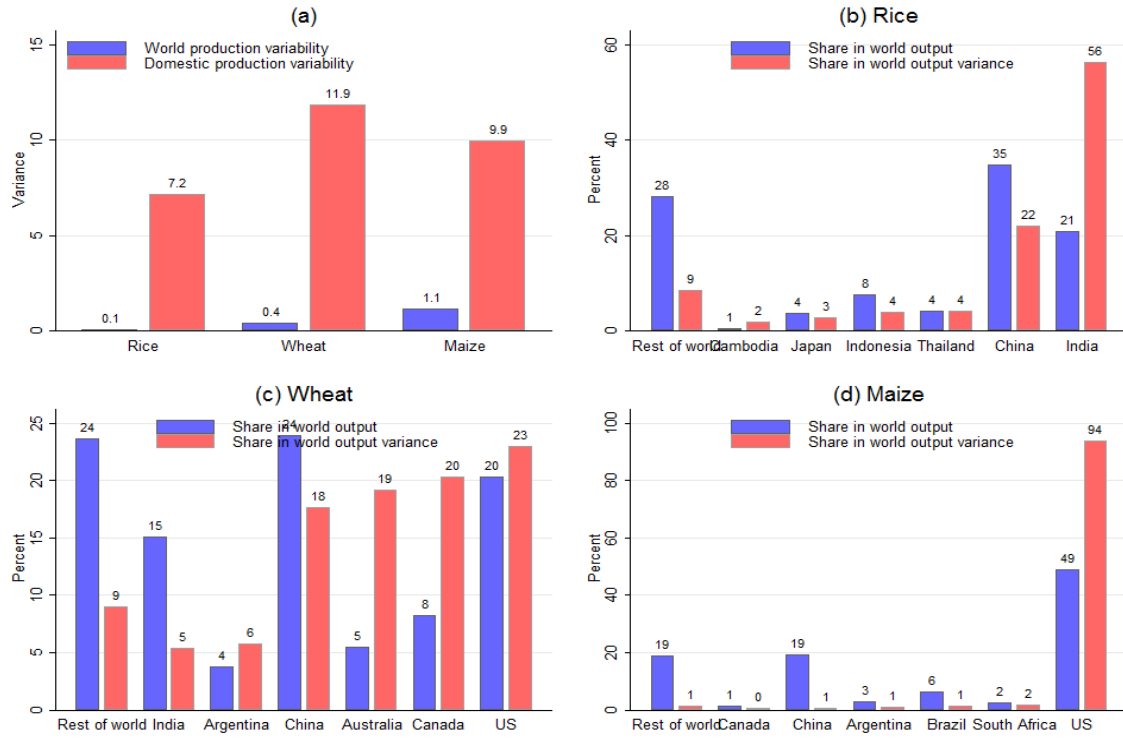 (a)
World production variability
Domestic production variability
Variance
15
10
5
0
0.1
7.2
0.4
11.9
1.1
9.9
Rice
Wheat
Maize
(b) Rice
Share in world output
Share in world output variance
Percent
60
40
20
0
28
9
1
2
4
3
8
4
4
4
35
22
21
56
Rest of world
Cambodia
Japan
Indonesia
Thailand
China
India
(c) Wheat
Share in world output
Share in world output variance
Percent
25
20
15
10
5
0
24
9
15
5
4
6
24
18
5
19
8
20
20
23
Rest of world
India
Argentina
China
Australia
Canada
US
(d) Maize
Share in world output
Share in world output variance
Percent
100
80
60
40
20
0
19
1
1
0
19
1
3
1
6
1
2
2
49
94
Rest of world
Canada
China
Argentina
Brazil
South Africa
US